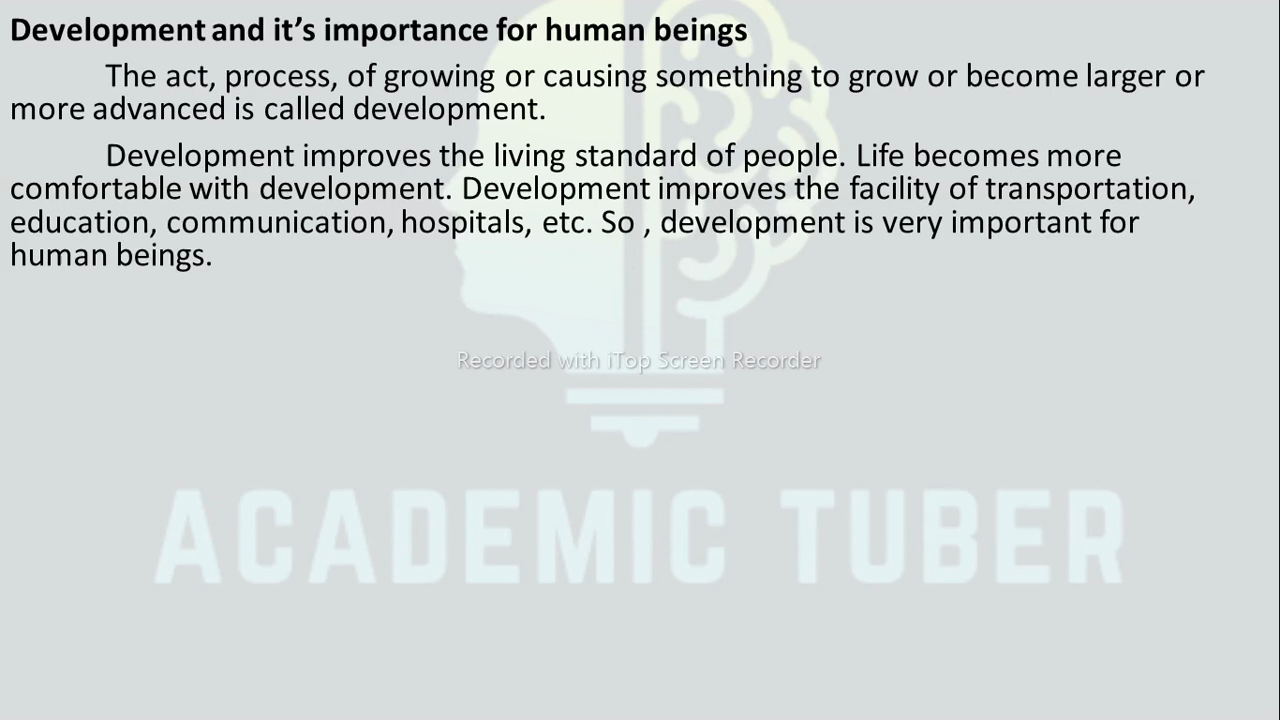 Development and it’s importance for human beings
The act, process, of growing or causing something to grow or become larger or
more advanced is called development.
Development improves the living standard of people. Life becomes more
comfortable with development. Development improves the facility of transportation,
education, communication, hospitals, etc. So , development is very important for
human beings.
Recorded with iTop Screen Recorder
ACADEMIC TUBER